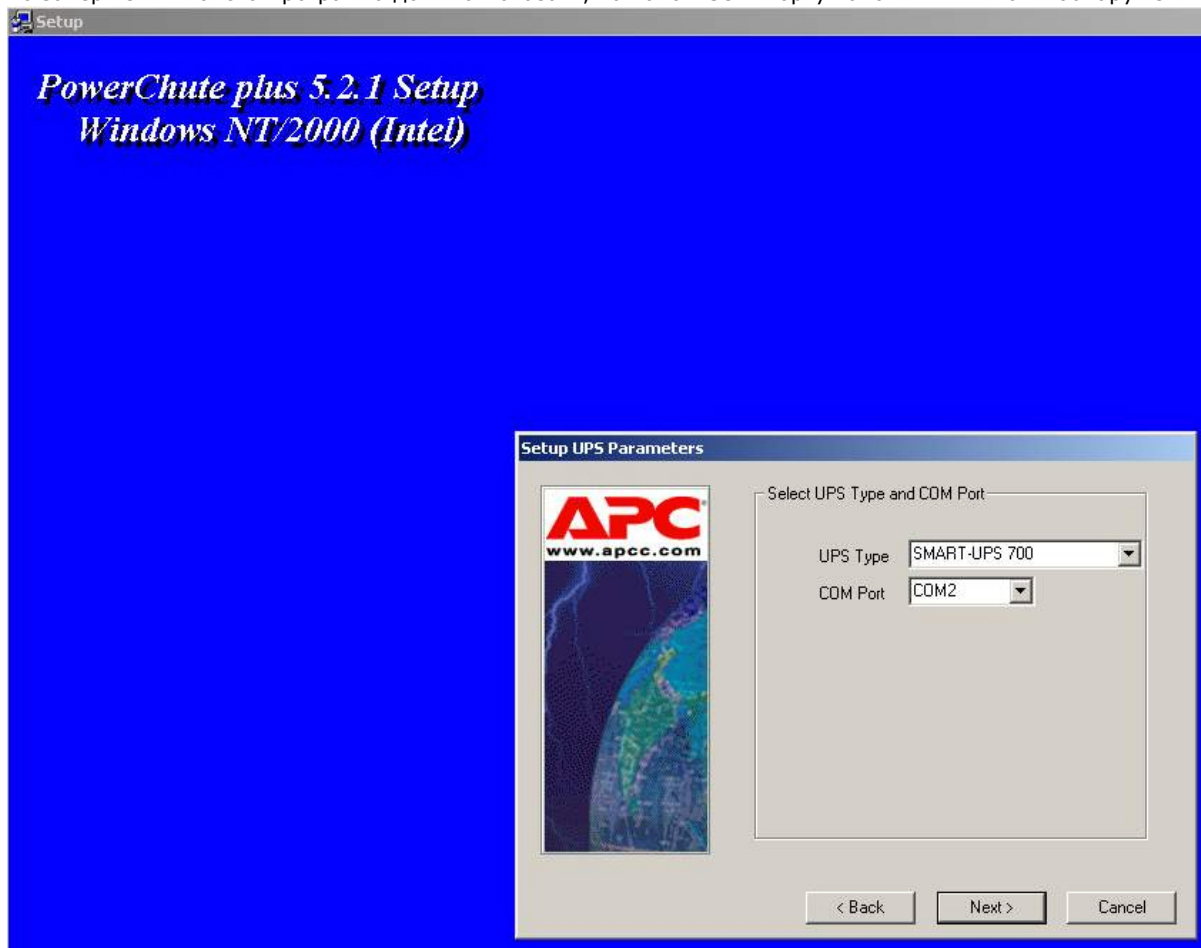 Setup
PowerChute plus 5.2.1 Setup
Windows NT/2000 (Intel)
Setup UPS Parameters
APC
www.apcc.com
Select UPS Type and COM Port
UPS Type SMART-UPS 700
COM Port COM2
< Back Next > Cancel